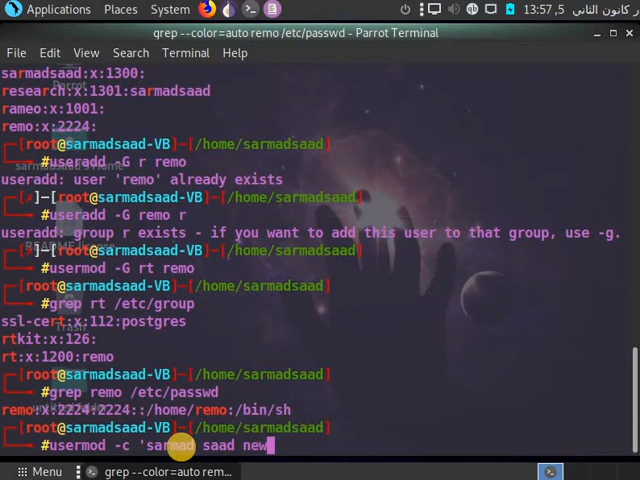 Applications Places System 13:57 ,5 كانون الثاني
grep --color=auto remo /etc/passwd - Parrot Terminal
File Edit View Search Terminal Help
sarmadsaad:x:1300:
research:x:1301:sarmadsaad
rameo:x:1001:
remo:x:2224:
[root@sarmadsaad-VB]-[/home/sarmadsaad]
#useradd -G r remo
useradd: user 'remo' already exists
[✗]-[root@sarmadsaad-VB]-[/home/sarmadsaad]
#useradd -G remo r
useradd: group r exists - if you want to add this user to that group, use -g.
[✗]-[root@sarmadsaad-VB]-[/home/sarmadsaad]
#usermod -G rt remo
[root@sarmadsaad-VB]-[/home/sarmadsaad]
#grep rt /etc/group
ssl-cert:x:112:postgres
rtkit:x:126:
rt:x:1200:remo
[root@sarmadsaad-VB]-[/home/sarmadsaad]
#grep remo /etc/passwd
remo:x:2224:2224::/home/remo:/bin/sh
[root@sarmadsaad-VB]-[/home/sarmadsaad]
#usermod -c 'sarmad saad new
Menu grep --color=auto rem...